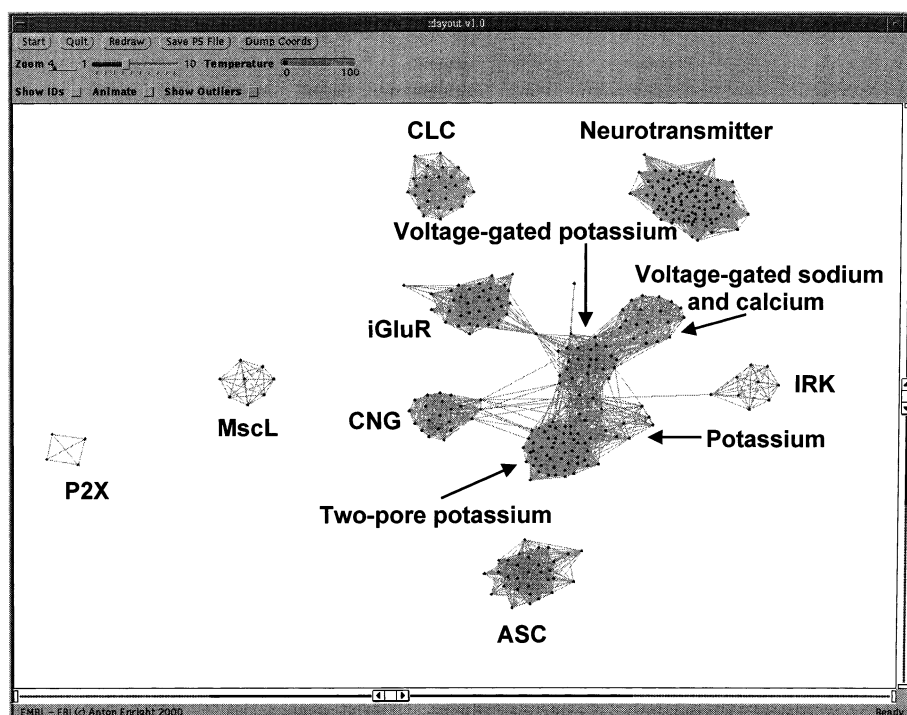 clayout v1.0
Start Quit Redraw Save PS File Dump Coords
Zoom 4 1 10 Temperature 0 100
Show IDs Animate Show Outliers
CLC
Neurotransmitter
Voltage-gated potassium
Voltage-gated sodium
and calcium
iGluR
MscL
CNG
IRK
Potassium
P2X
Two-pore potassium
ASC
EMBL - EBI (c) Anton Enright 2000
Ready